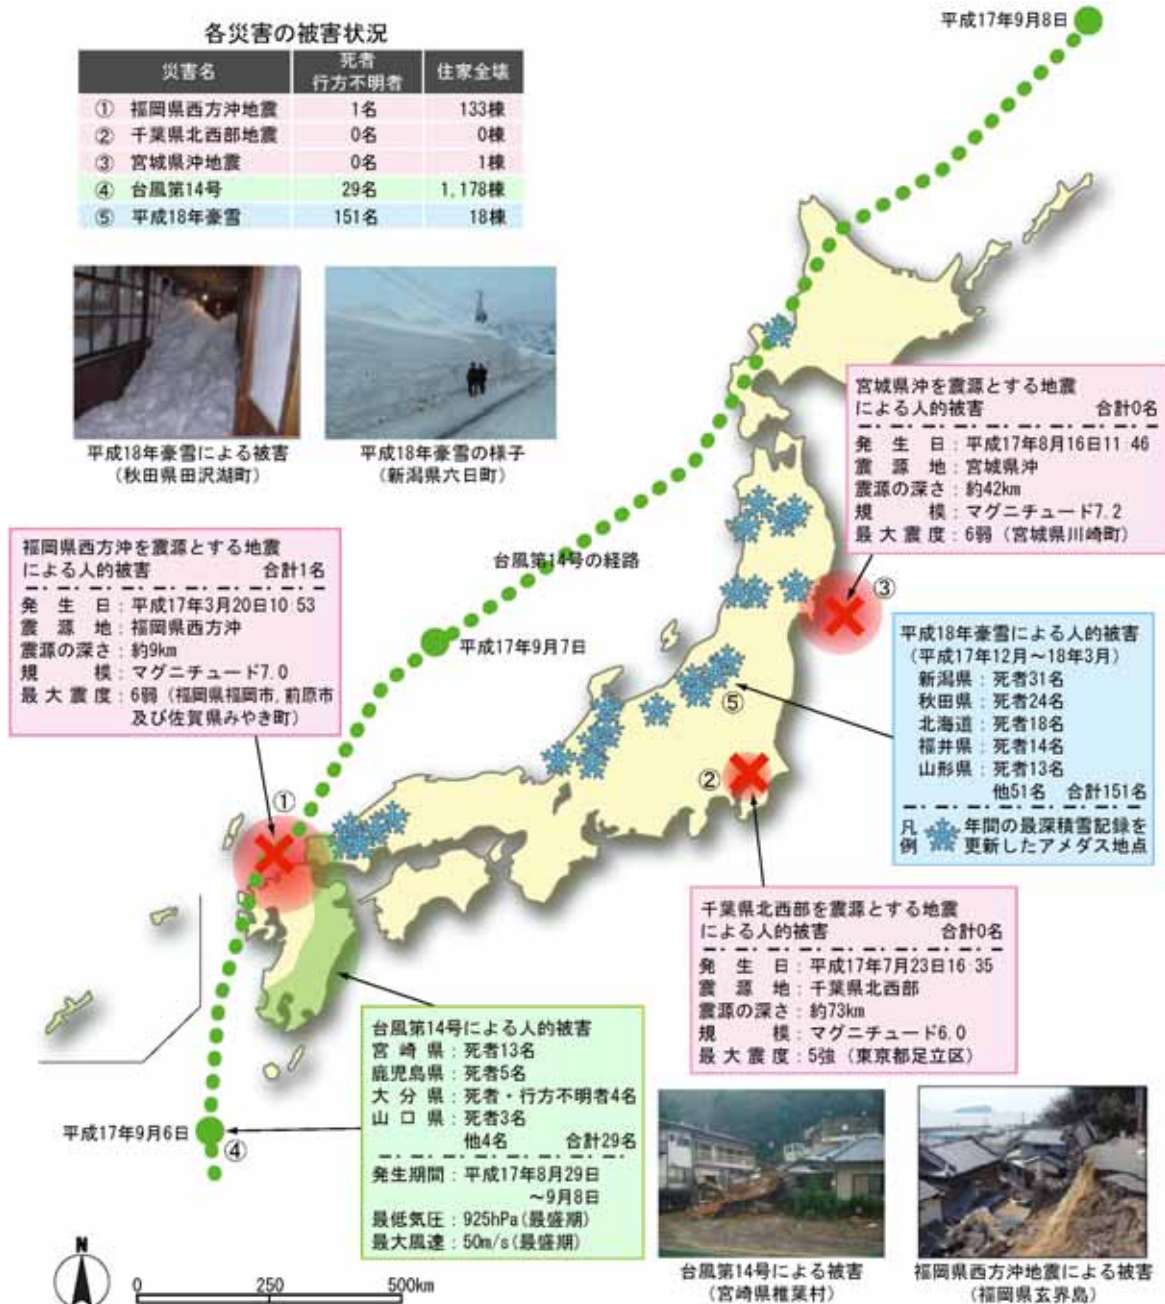 平成17年9月8日
各災害の被害状況
災害名 死者 行方不明者 住家全壊
① 福岡県西方沖地震 1名 133棟
② 千葉県北西部地震 0名 0棟
③ 宮城県沖地震 0名 1棟
④ 台風第14号 29名 1,178棟
⑤ 平成18年豪雪 151名 18棟
平成18年豪雪による被害
(秋田県田沢湖町)
平成18年豪雪の様子
(新潟県六日町)
宮城県沖を震源とする地震
による人的被害 合計0名
発生日:平成17年8月16日11:46
震源地:宮城県沖
震源の深さ:約42km
規模:マグニチュード7.2
最大震度:6弱(宮城県川崎町)
③
福岡県西方沖を震源とする地震
による人的被害 合計1名
発生日:平成17年3月20日10:53
震源地:福岡県西方沖
震源の深さ:約9km
規模:マグニチュード7.0
最大震度:6弱(福岡県福岡市,前原市
及び佐賀県みやき町)
①
台風第14号の経路
平成17年9月7日
平成18年豪雪による人的被害
(平成17年12月~18年3月)
新潟県:死者31名
秋田県:死者24名
北海道:死者18名
福井県:死者14名
山形県:死者13名
他51名 合計151名
凡例 年間の最深積雪記録を
更新したアメダス地点
⑤
②
千葉県北西部を震源とする地震
による人的被害 合計0名
発生日:平成17年7月23日16:35
震源地:千葉県北西部
震源の深さ:約73km
規模:マグニチュード6.0
最大震度:5強(東京都足立区)
台風第14号による人的被害
宮崎県:死者13名
鹿児島県:死者5名
大分県:死者・行方不明者4名
山口県:死者3名
他4名 合計29名
発生期間:平成17年8月29日
~9月8日
最低気圧:925hPa(最盛期)
最大風速:50m/s(最盛期)
平成17年9月6日
④
台風第14号による被害
(宮崎県椎葉村)
福岡県西方沖地震による被害
(福岡県玄界島)
N
0 250 500km